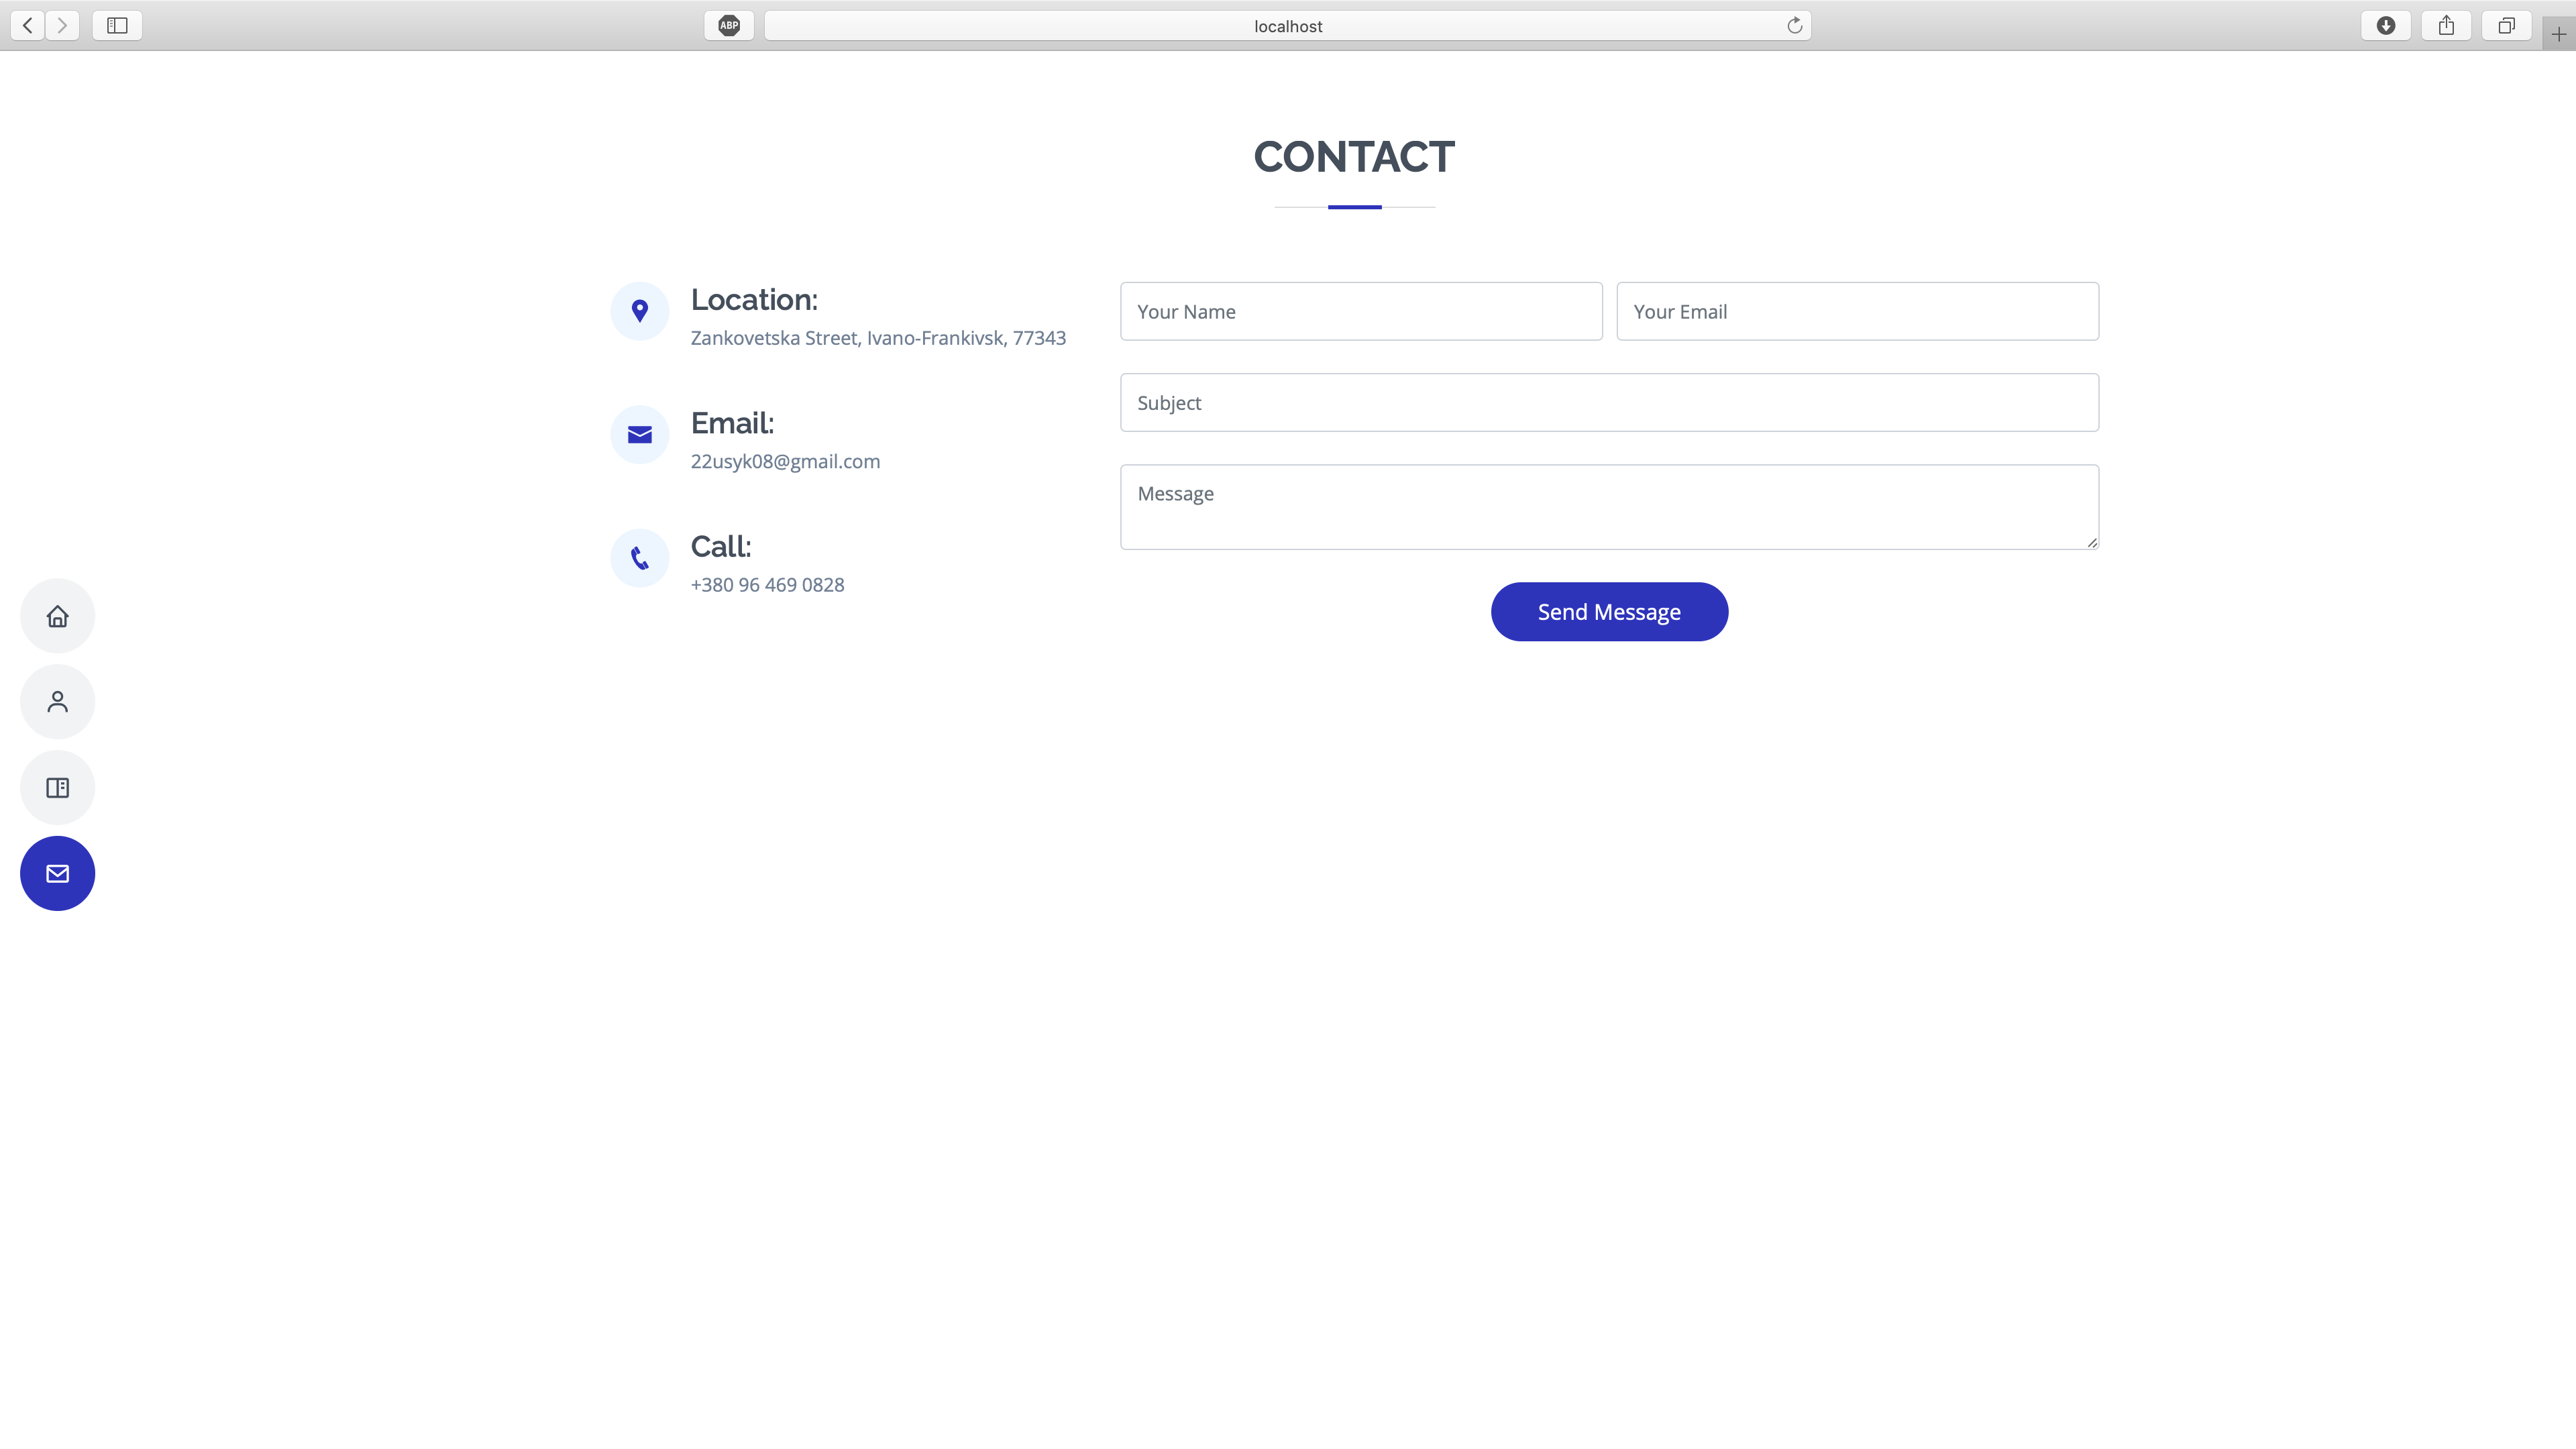 ABP
localhost
CONTACT
Location:
Zankovetska Street, Ivano-Frankivsk, 77343
Email:
22usyk08@gmail.com
Call:
+380 96 469 0828
Your Name
Your Email
Subject
Message
Send Message